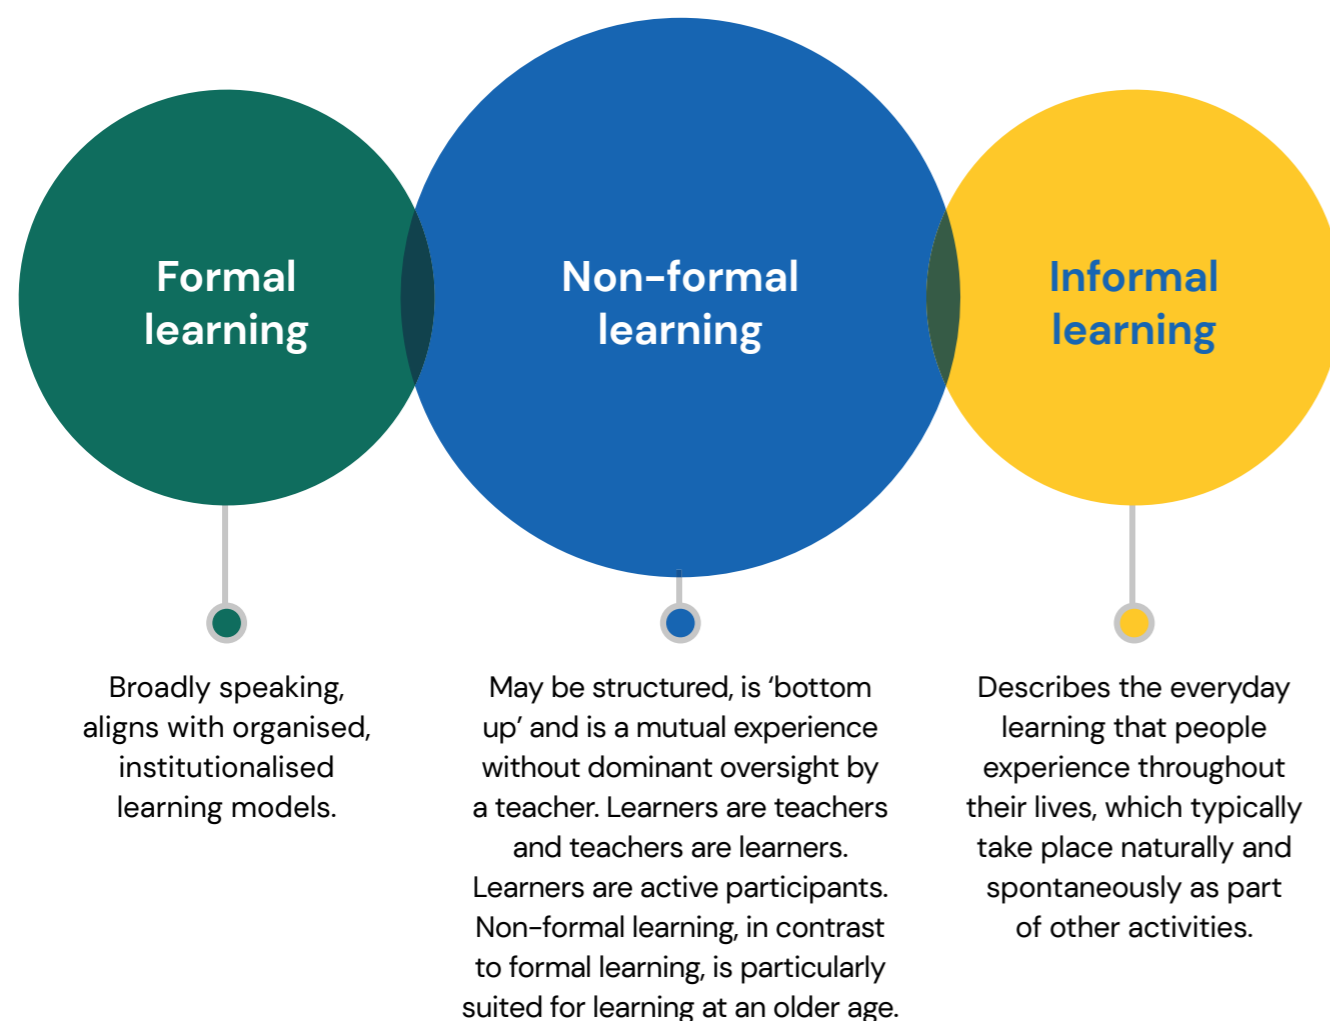 Formal
learning
Non-formal
learning
Informal
learning
Broadly speaking,
aligns with organised,
institutionalised
learning models.
May be structured, is ‘bottom
up’ and is a mutual experience
without dominant oversight by
a teacher. Learners are teachers
and teachers are learners.
Learners are active participants.
Non-formal learning, in contrast
to formal learning, is particularly
suited for learning at an older age.
Describes the everyday
learning that people
experience throughout
their lives, which typically
take place naturally and
spontaneously as part
of other activities.